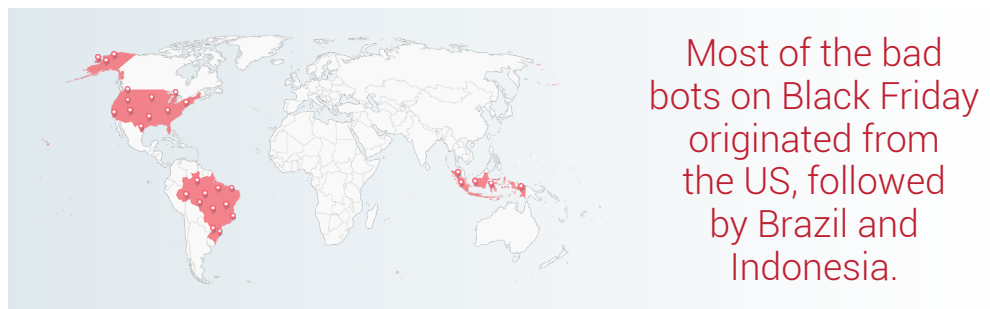 Most of the bad
bots on Black Friday
originated from
the US, followed
by Brazil and
Indonesia.